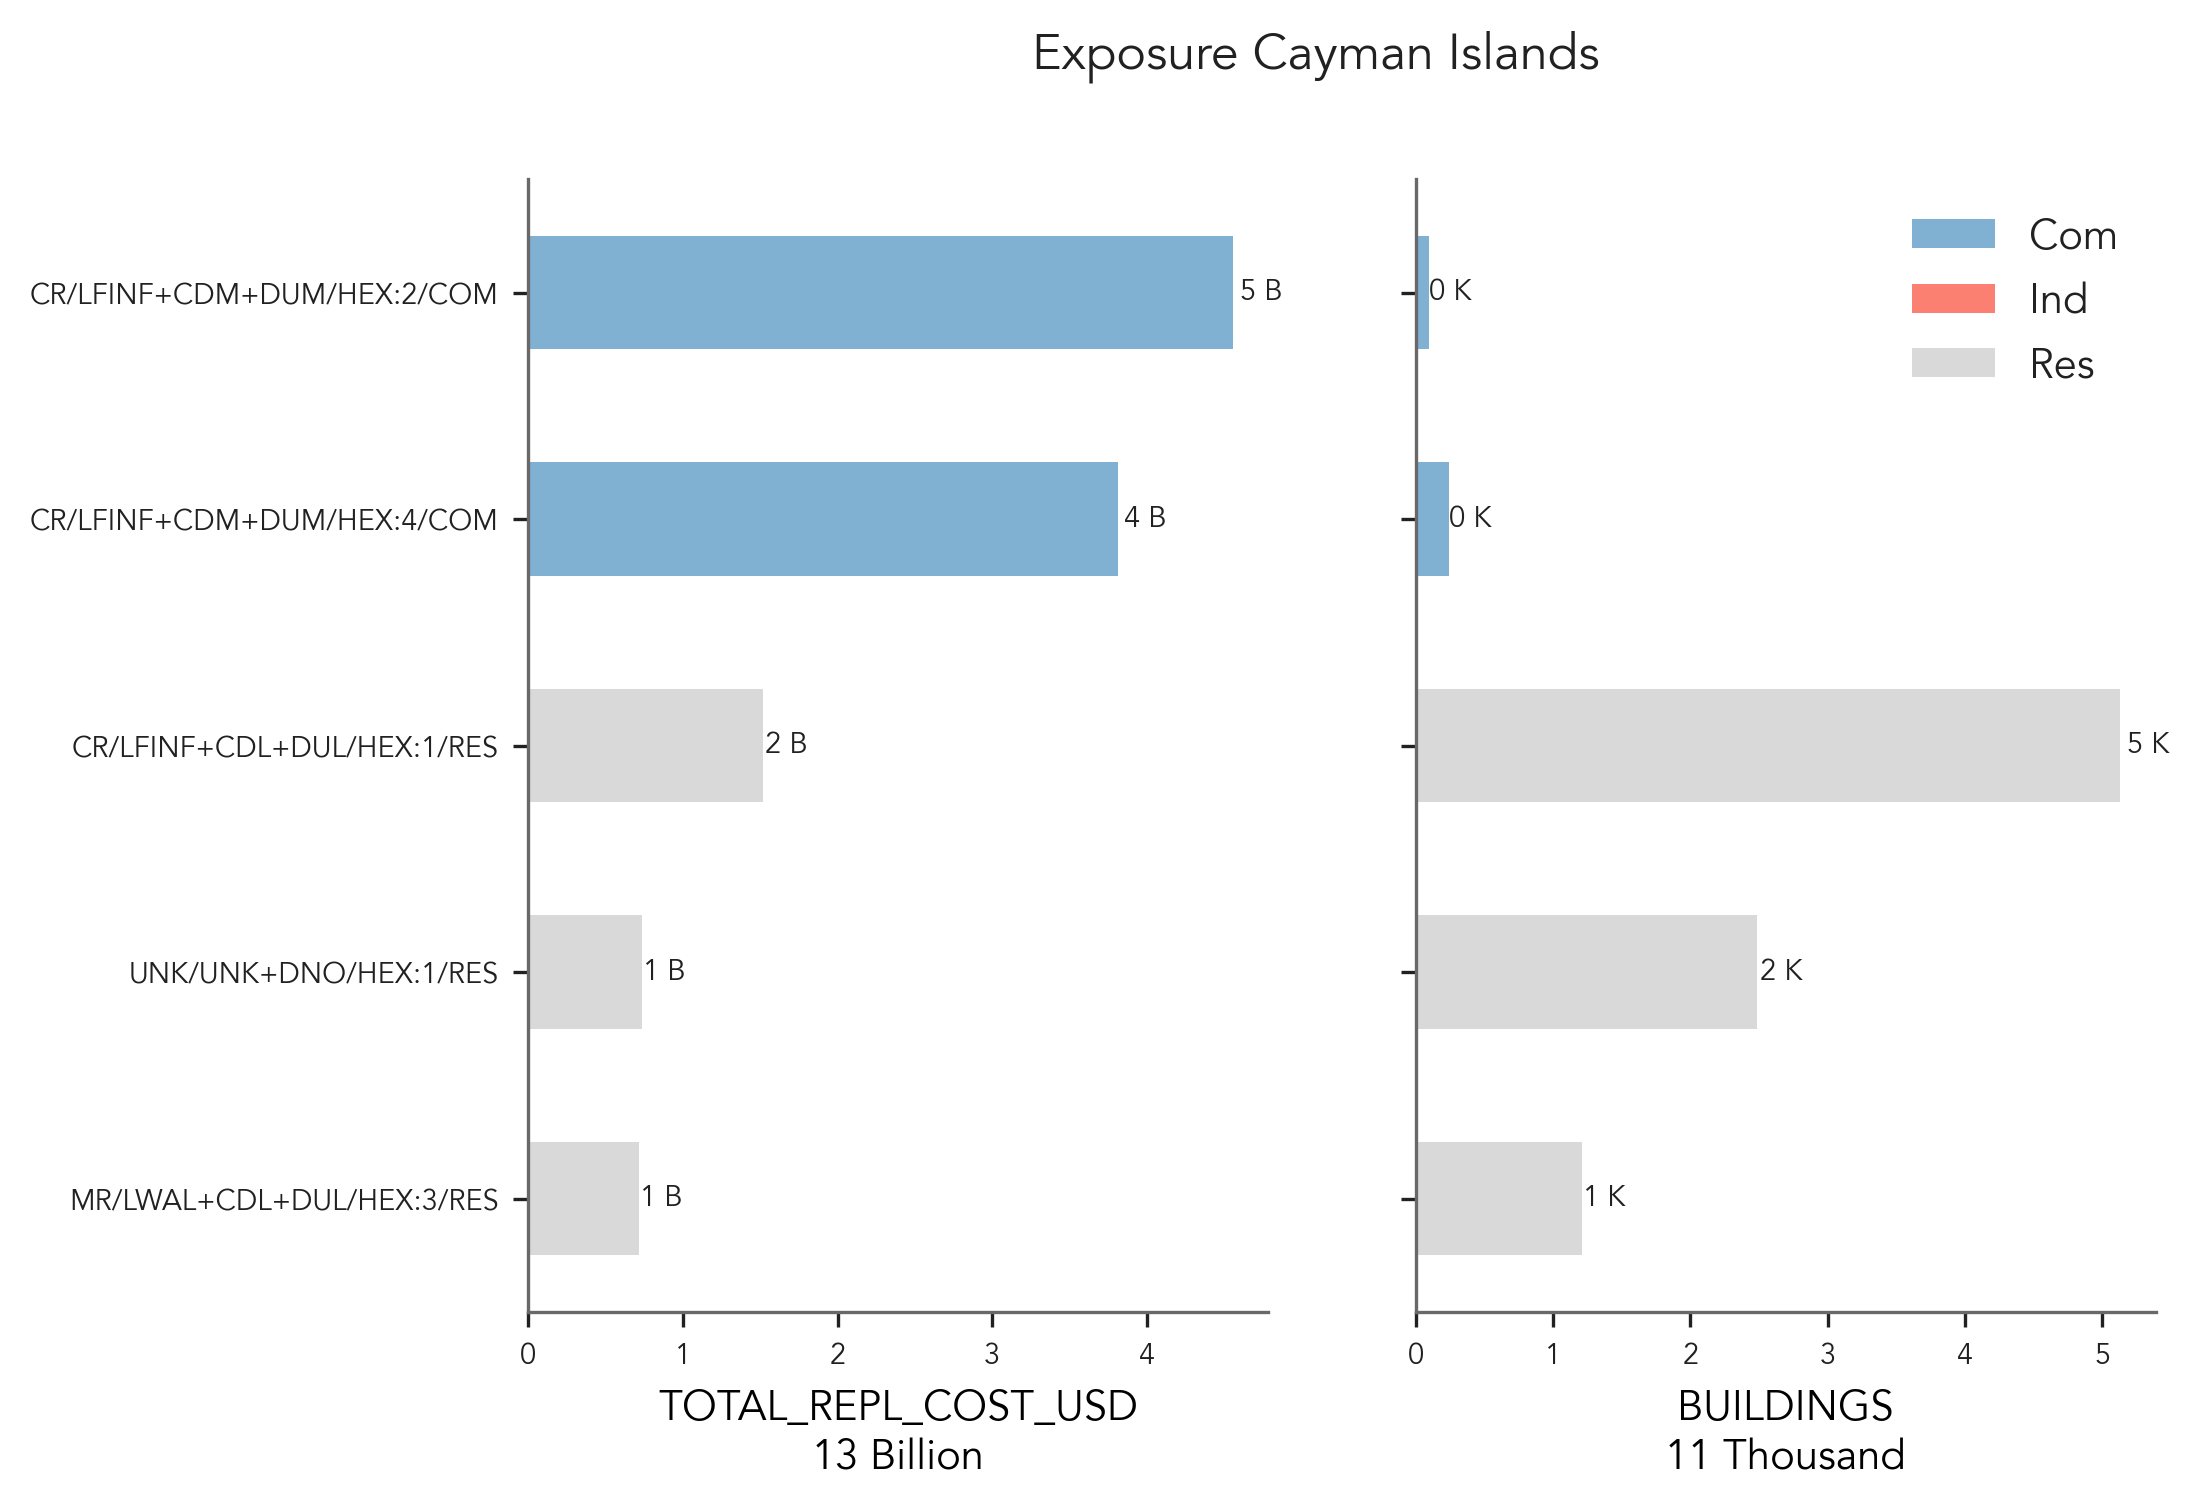 Exposure Cayman Islands
Com
Ind
Res
CR/LFINF+CDM+DUM/HEX:2/COM
5 B
0 K
CR/LFINF+CDM+DUM/HEX:4/COM
4 B
0 K
CR/LFINF+CDL+DUL/HEX:1/RES
2 B
5 K
UNK/UNK+DNO/HEX:1/RES
1 B
2 K
MR/LWAL+CDL+DUL/HEX:3/RES
1 B
1 K
0 1 2 3 4
0 1 2 3 4 5
TOTAL_REPL_COST_USD
13 Billion
BUILDINGS
11 Thousand